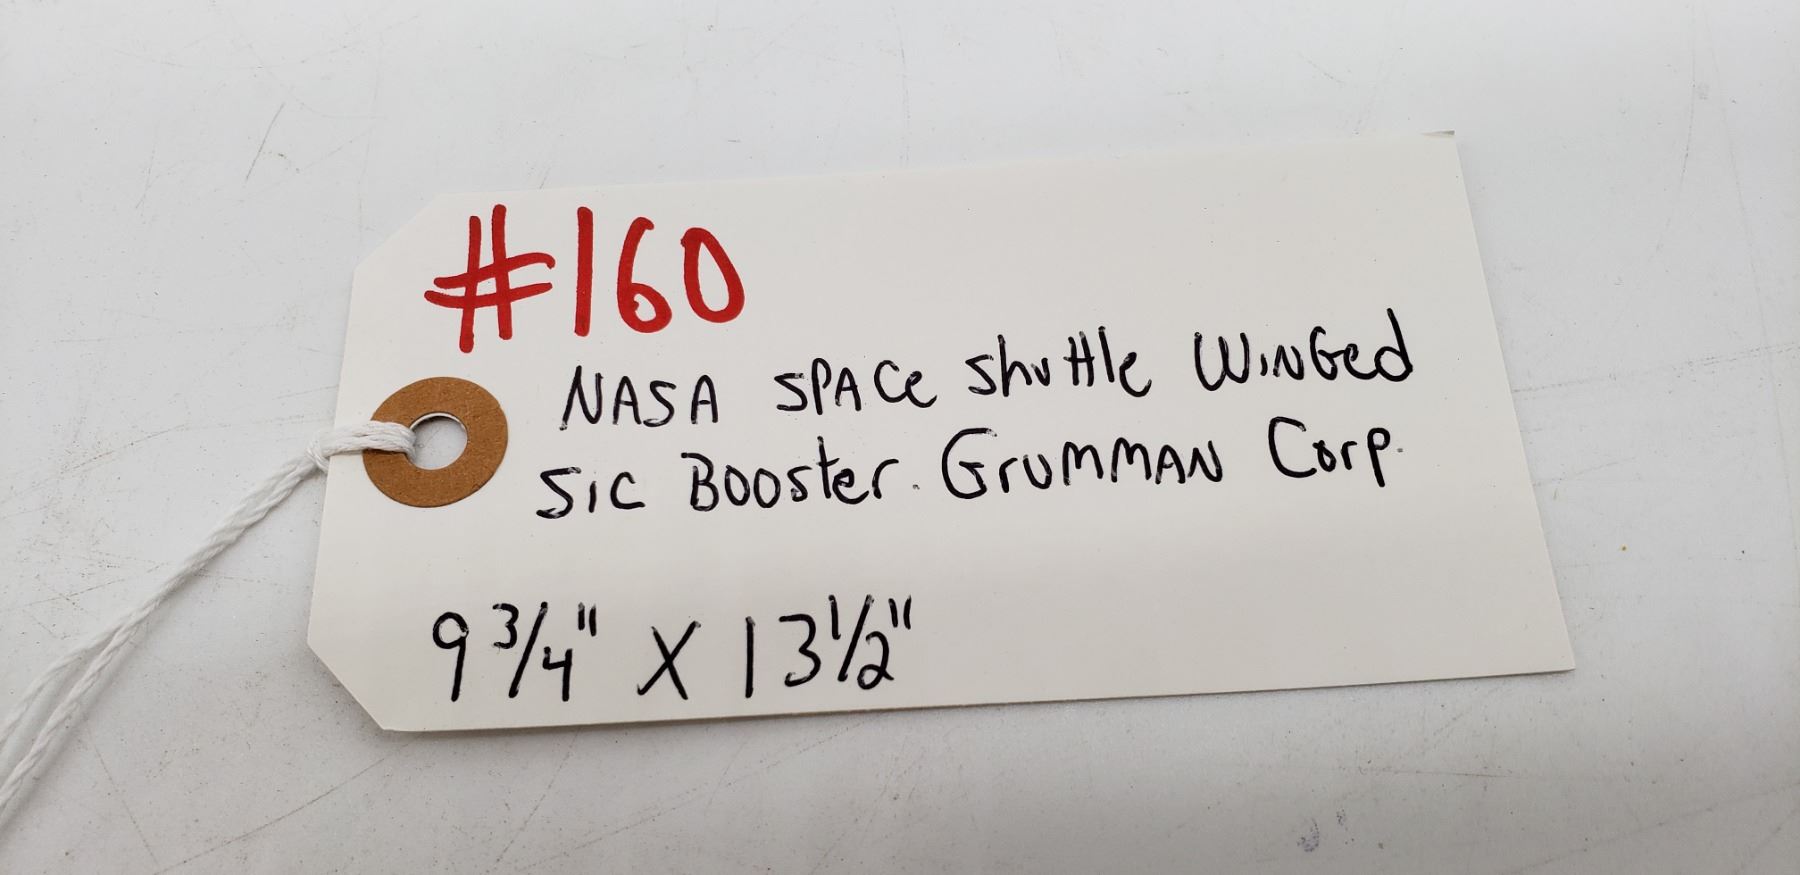 #160
NASA SPACe Shuttle WINGed
SIC BOOster. GrUMMAN Corp.
9 3/4" X 13 1/2"